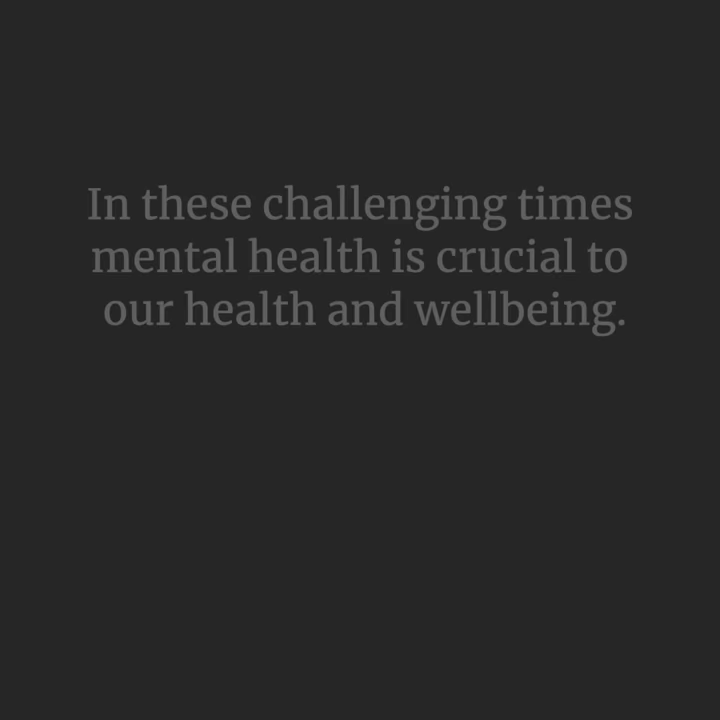 In these challenging times
mental health is crucial to
our health and wellbeing.